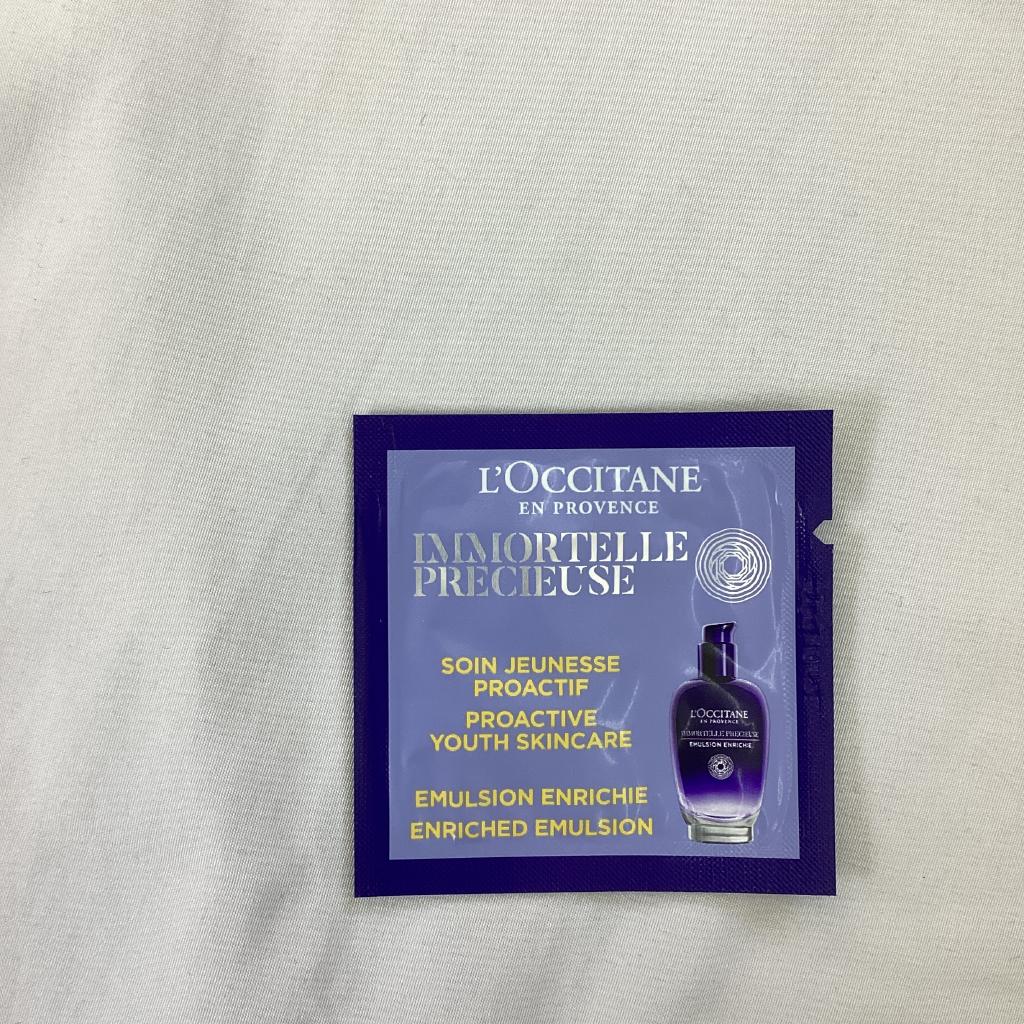 L'OCCITANE
EN PROVENCE
IMMORTELLE
PRECIEUSE
SOIN JEUNESSE
PROACTIF
PROACTIVE
YOUTH SKINCARE
EMULSION ENRICHIE
ENRICHED EMULSION
L'OCCITANE
EN PROVENCE
IMMORTELLE PRECIEUSE
EMULSION ENRICHIE